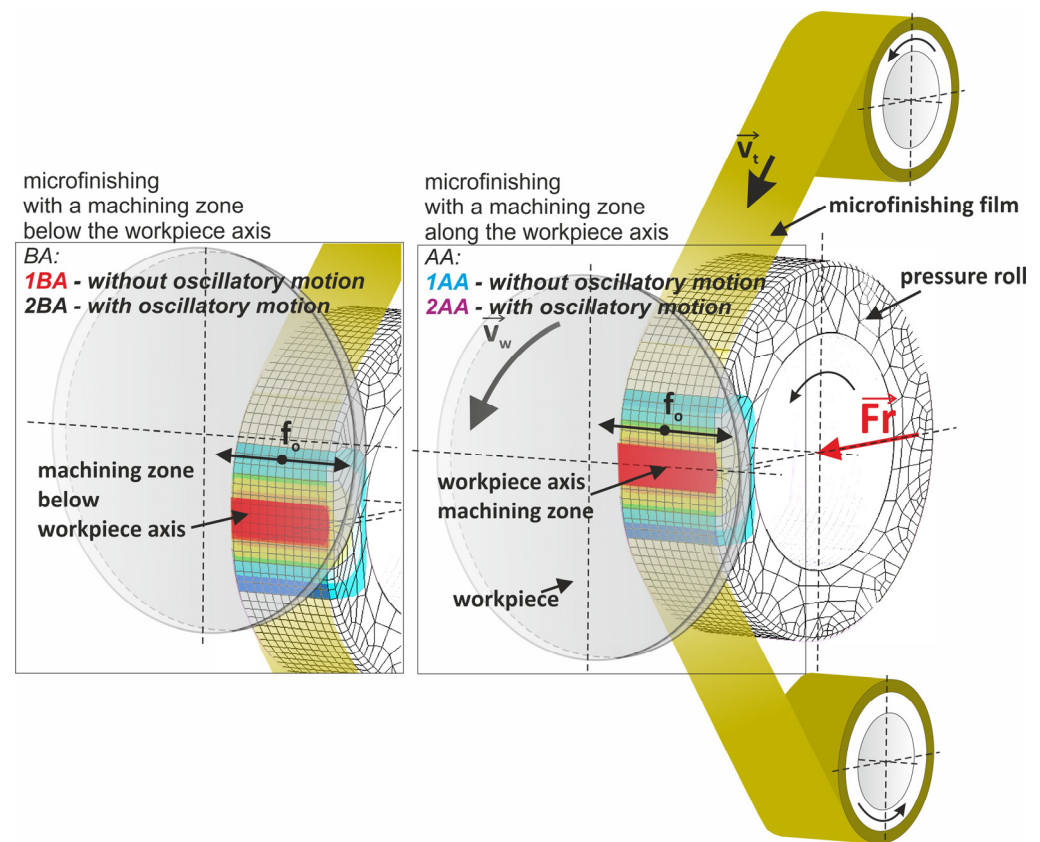 microfinishing
with a machining zone
below the workpiece axis
BA:
1BA - without oscillatory motion
2BA - with oscillatory motion
fo
machining zone
below
workpiece axis
microfinishing
with a machining zone
along the workpiece axis
AA:
1AA - without oscillatory motion
2AA - with oscillatory motion
vw
fo
workpiece axis
machining zone
workpiece
vt
microfinishing film
pressure roll
Fr